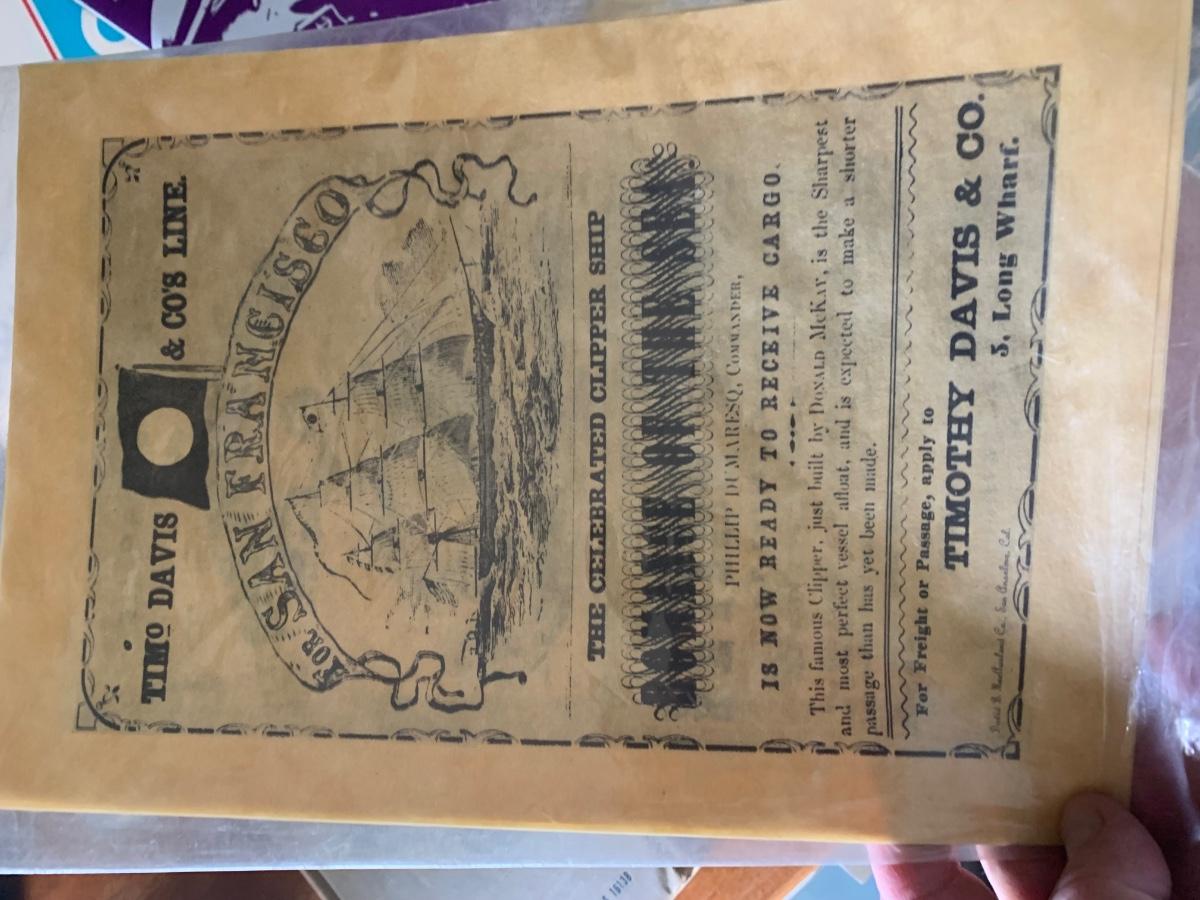 TIMO DAVIS & CO'S LINE.
FOR SAN FRANCISCO
THE CELEBRATED CLIPPER SHIP
ROMANCE OF THE SEA
PHILLIP DUMARESQ, COMMANDER,
IS NOW READY TO RECEIVE CARGO.
This famous Clipper, just built by DONALD McKAY, is the Sharpest
and most perfect vessel afloat, and is expected to make a shorter
passage than has yet been made.
For Freight or Passage, apply to
TIMOTHY DAVIS & CO.
5, Long Wharf.
16138